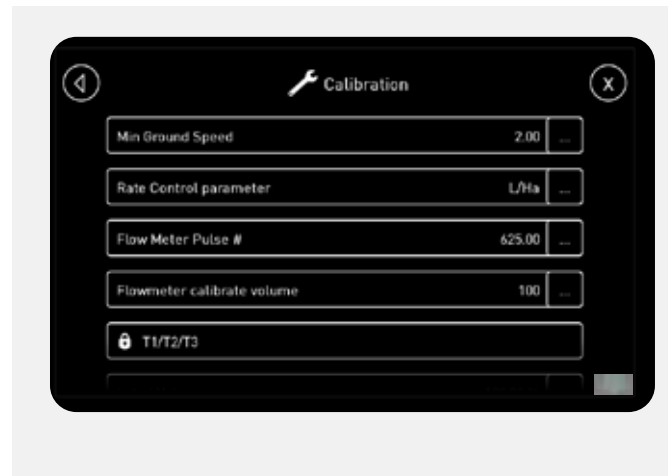 Calibration
X
Min Ground Speed 2.00 ...
Rate Control parameter L/Ha ...
Flow Meter Pulse # 625.00 ...
Flowmeter calibrate volume 100 ...
T1/T2/T3